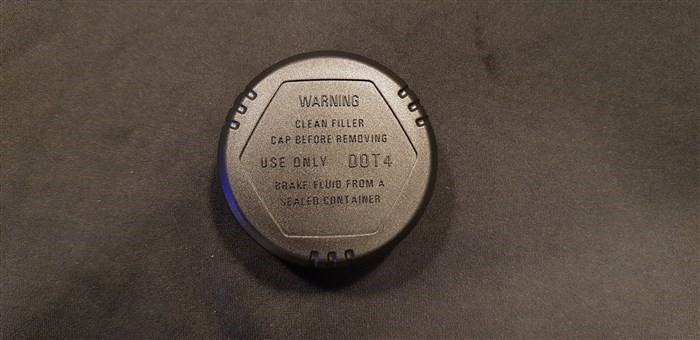 WARNING
CLEAN FILLER
CAP BEFORE REMOVING
USE ONLY DOT4
BRAKE FLUID FROM A
SEALED CONTAINER